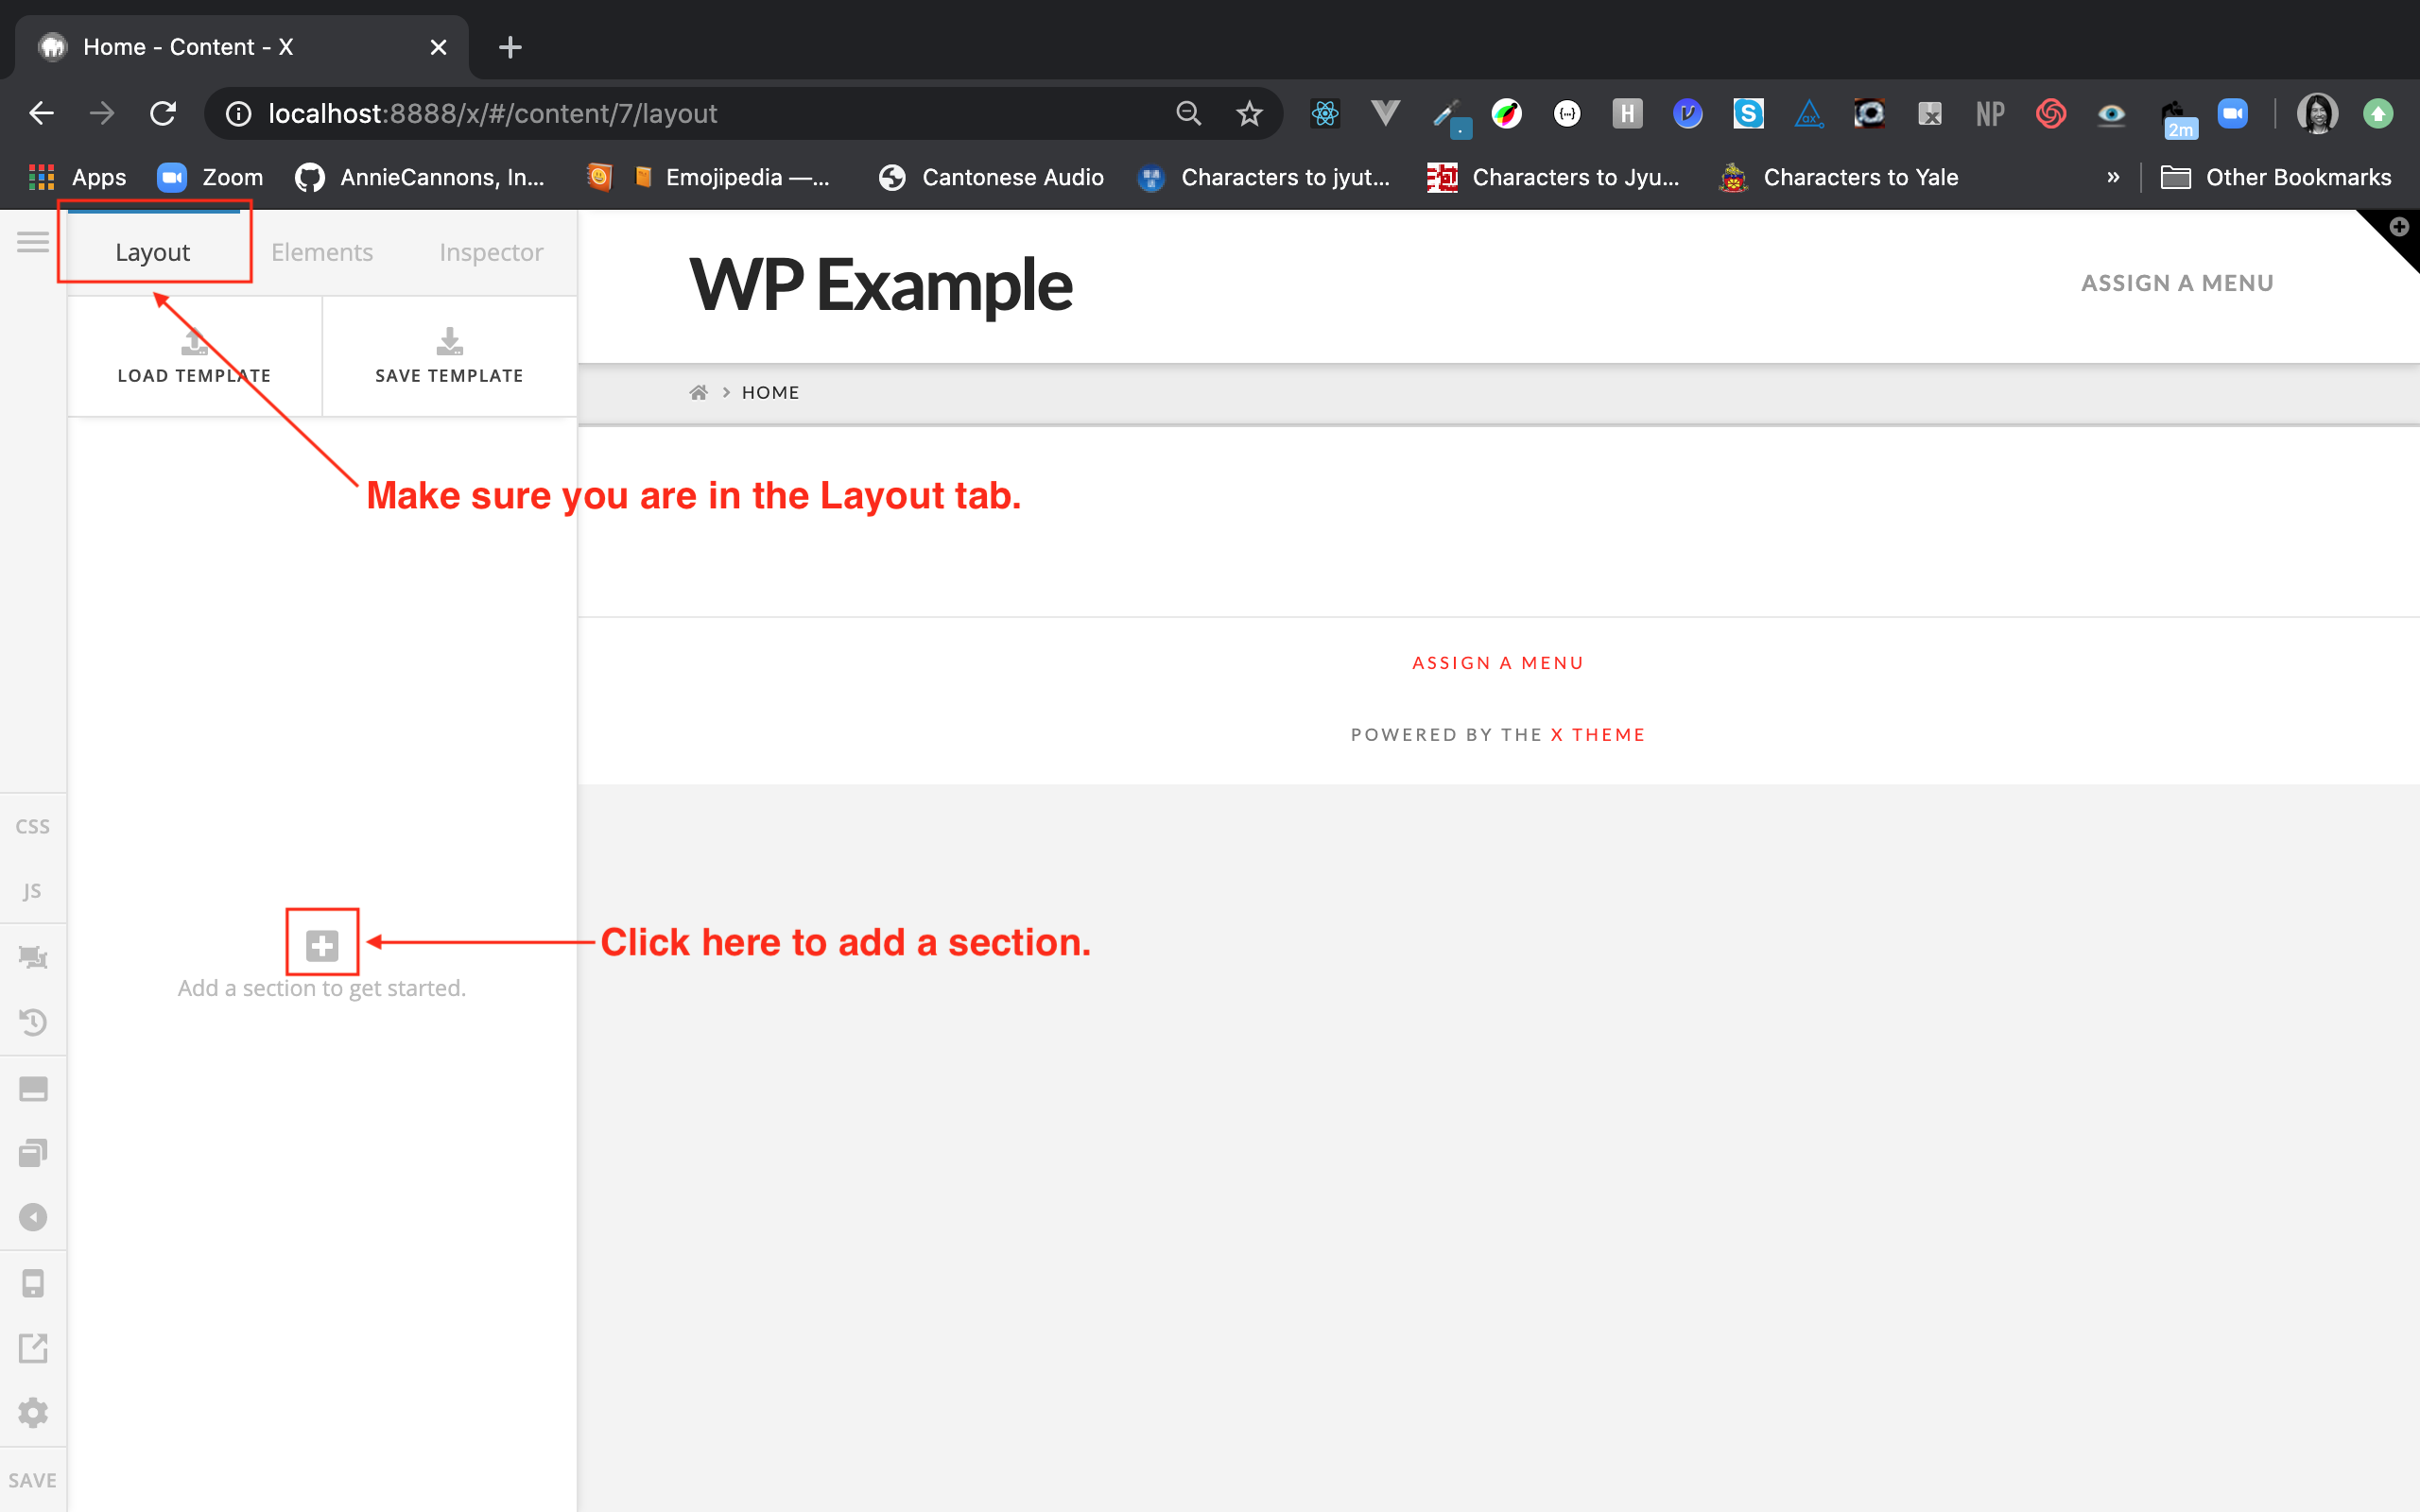 Home - Content - X
localhost:8888/x/#/content/7/layout
H
S
ax
x
NP
2m
Apps
Zoom
AnnieCannons, In...
Emojipedia —...
Cantonese Audio
Characters to jyut...
Characters to Jyu...
Characters to Yale
»
Other Bookmarks
Layout
Elements
Inspector
WP Example
ASSIGN A MENU
LOAD TEMPLATE
SAVE TEMPLATE
HOME
Make sure you are in the Layout tab.
ASSIGN A MENU
POWERED BY THE X THEME
CSS
JS
Click here to add a section.
Add a section to get started.
SAVE